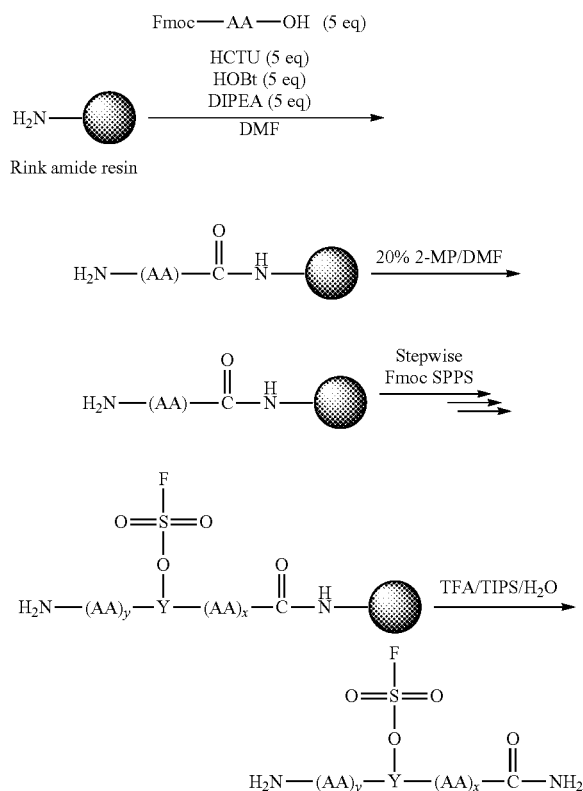 Fmoc—AA—OH (5 eq)
HCTU (5 eq)
HOBt (5 eq)
DIPEA (5 eq)
H₂N
DMF
Rink amide resin
O
H
H₂N—(AA)—C—N
20% 2-MP/DMF
O
H
H₂N—(AA)—C—N
Stepwise
Fmoc SPPS
F
O=S=O
O
O
H
H₂N—(AA)y—Y—(AA)x—C—N
TFA/TIPS/H₂O
F
O=S=O
O
O
H₂N—(AA)y—Y—(AA)x—C—NH₂